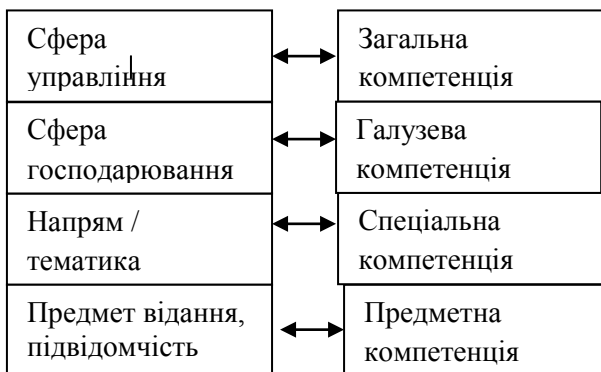 Сфера
управління
Загальна
компетенція
Сфера
господарювання
Галузева
компетенція
Напрям /
тематика
Спеціальна
компетенція
Предмет відання,
підвідомчість
Предметна
компетенція